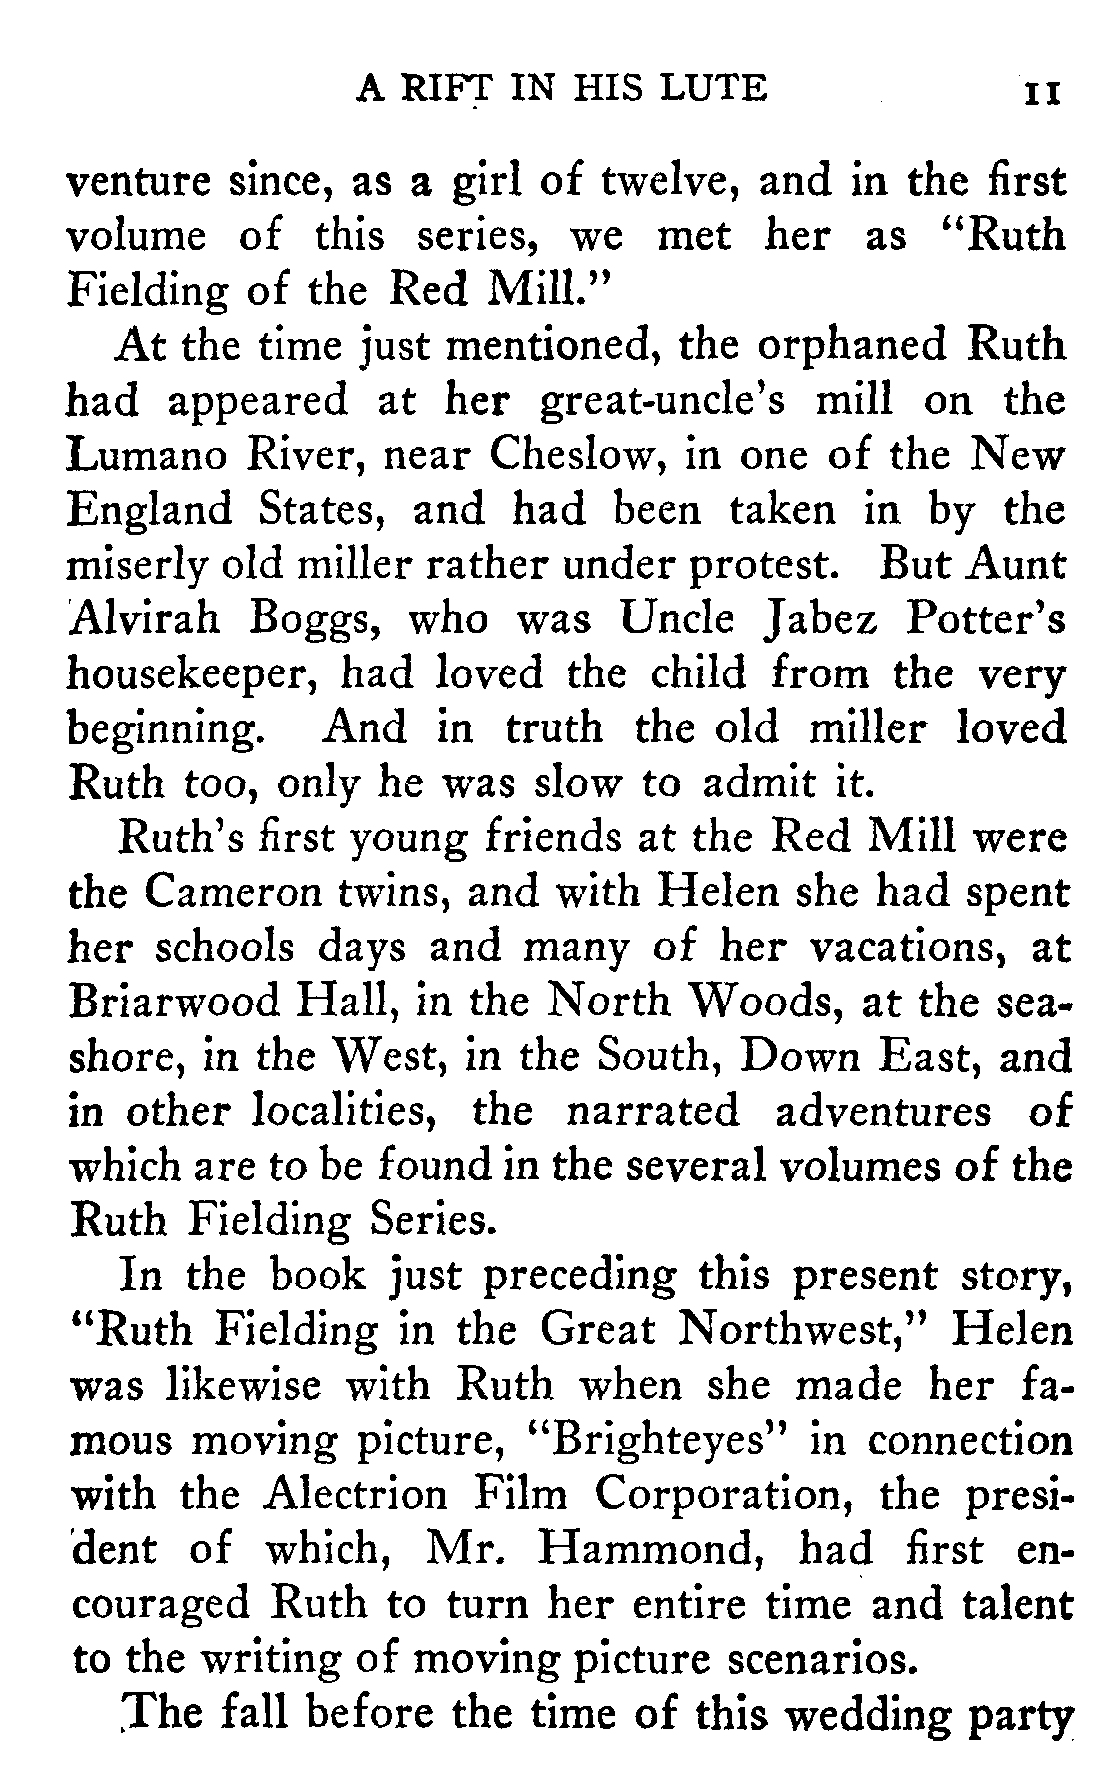 A RIFT IN HIS LUTE 11
venture since, as a girl of twelve, and in the first
volume of this series, we met her as “Ruth
Fielding of the Red Mill.”
At the time just mentioned, the orphaned Ruth
had appeared at her great-uncle’s mill on the
Lumano River, near Cheslow, in one of the New
England States, and had been taken in by the
miserly old miller rather under protest. But Aunt
Alvirah Boggs, who was Uncle Jabez Potter’s
housekeeper, had loved the child from the very
beginning. And in truth the old miller loved
Ruth too, only he was slow to admit it.
Ruth’s first young friends at the Red Mill were
the Cameron twins, and with Helen she had spent
her schools days and many of her vacations, at
Briarwood Hall, in the North Woods, at the sea-
shore, in the West, in the South, Down East, and
in other localities, the narrated adventures of
which are to be found in the several volumes of the
Ruth Fielding Series.
In the book just preceding this present story,
“Ruth Fielding in the Great Northwest,” Helen
was likewise with Ruth when she made her fa-
mous moving picture, “Brighteyes” in connection
with the Alectrion Film Corporation, the presi-
dent of which, Mr. Hammond, had first en-
couraged Ruth to turn her entire time and talent
to the writing of moving picture scenarios.
The fall before the time of this wedding party